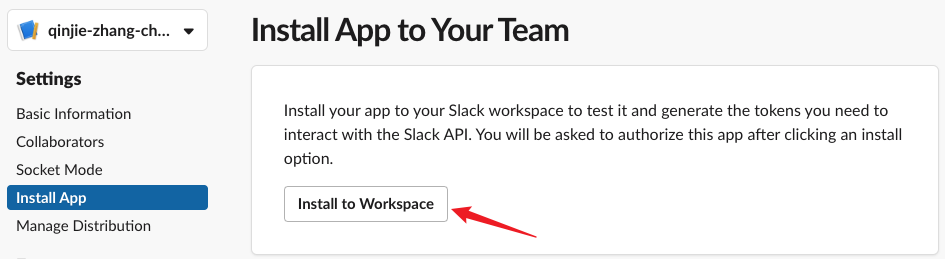 qinjie-zhang-ch...
Install App to Your Team
Settings
Basic Information
Collaborators
Socket Mode
Install App
Manage Distribution
Install your app to your Slack workspace to test it and generate the tokens you need to
interact with the Slack API. You will be asked to authorize this app after clicking an install
option.
Install to Workspace